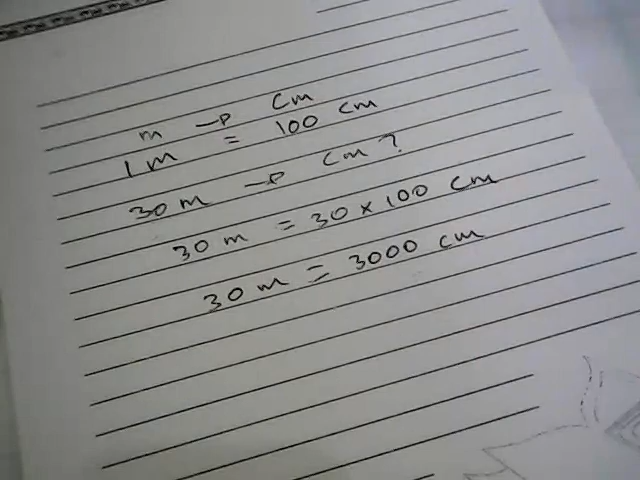 m → cm
1 m = 100 cm
30 m → cm ?
30 m = 30 × 100 cm
30 m = 3000 cm